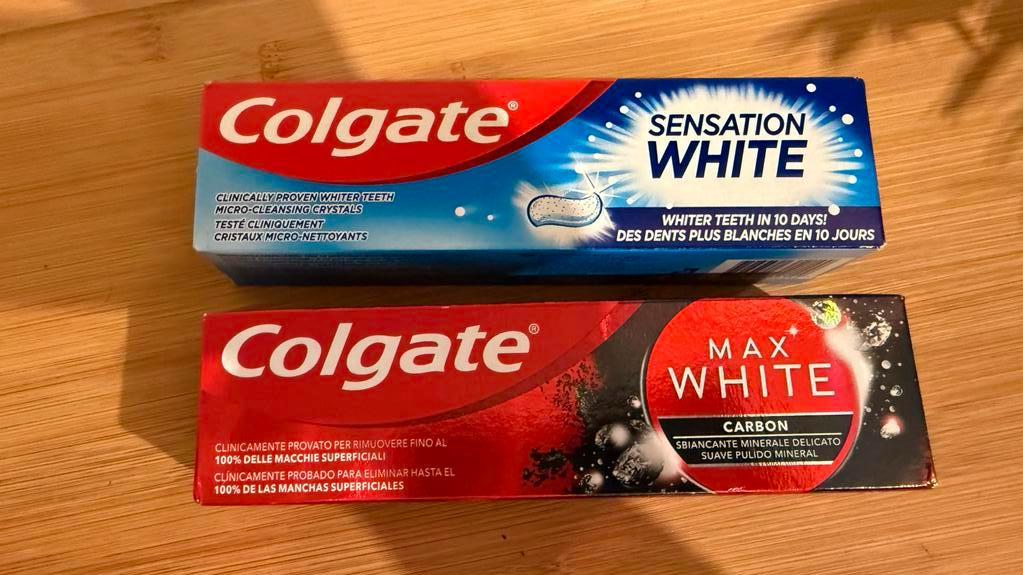 Colgate®
SENSATION
WHITE
CLINICALLY PROVEN WHITER TEETH
MICRO-CLEANSING CRYSTALS
TESTÉ CLINIQUEMENT
CRISTAUX MICRO-NETTOYANTS
WHITER TEETH IN 10 DAYS!
DES DENTS PLUS BLANCHES EN 10 JOURS
Colgate®
MAX
WHITE
CARBON
SBIANCANTE MINERALE DELICATO
SUAVE PULIDO MINERAL
CLINICAMENTE PROVATO PER RIMUOVERE FINO AL
100% DELLE MACCHIE SUPERFICIALI
CLÍNICAMENTE PROBADO PARA ELIMINAR HASTA EL
100% DE LAS MANCHAS SUPERFICIALES